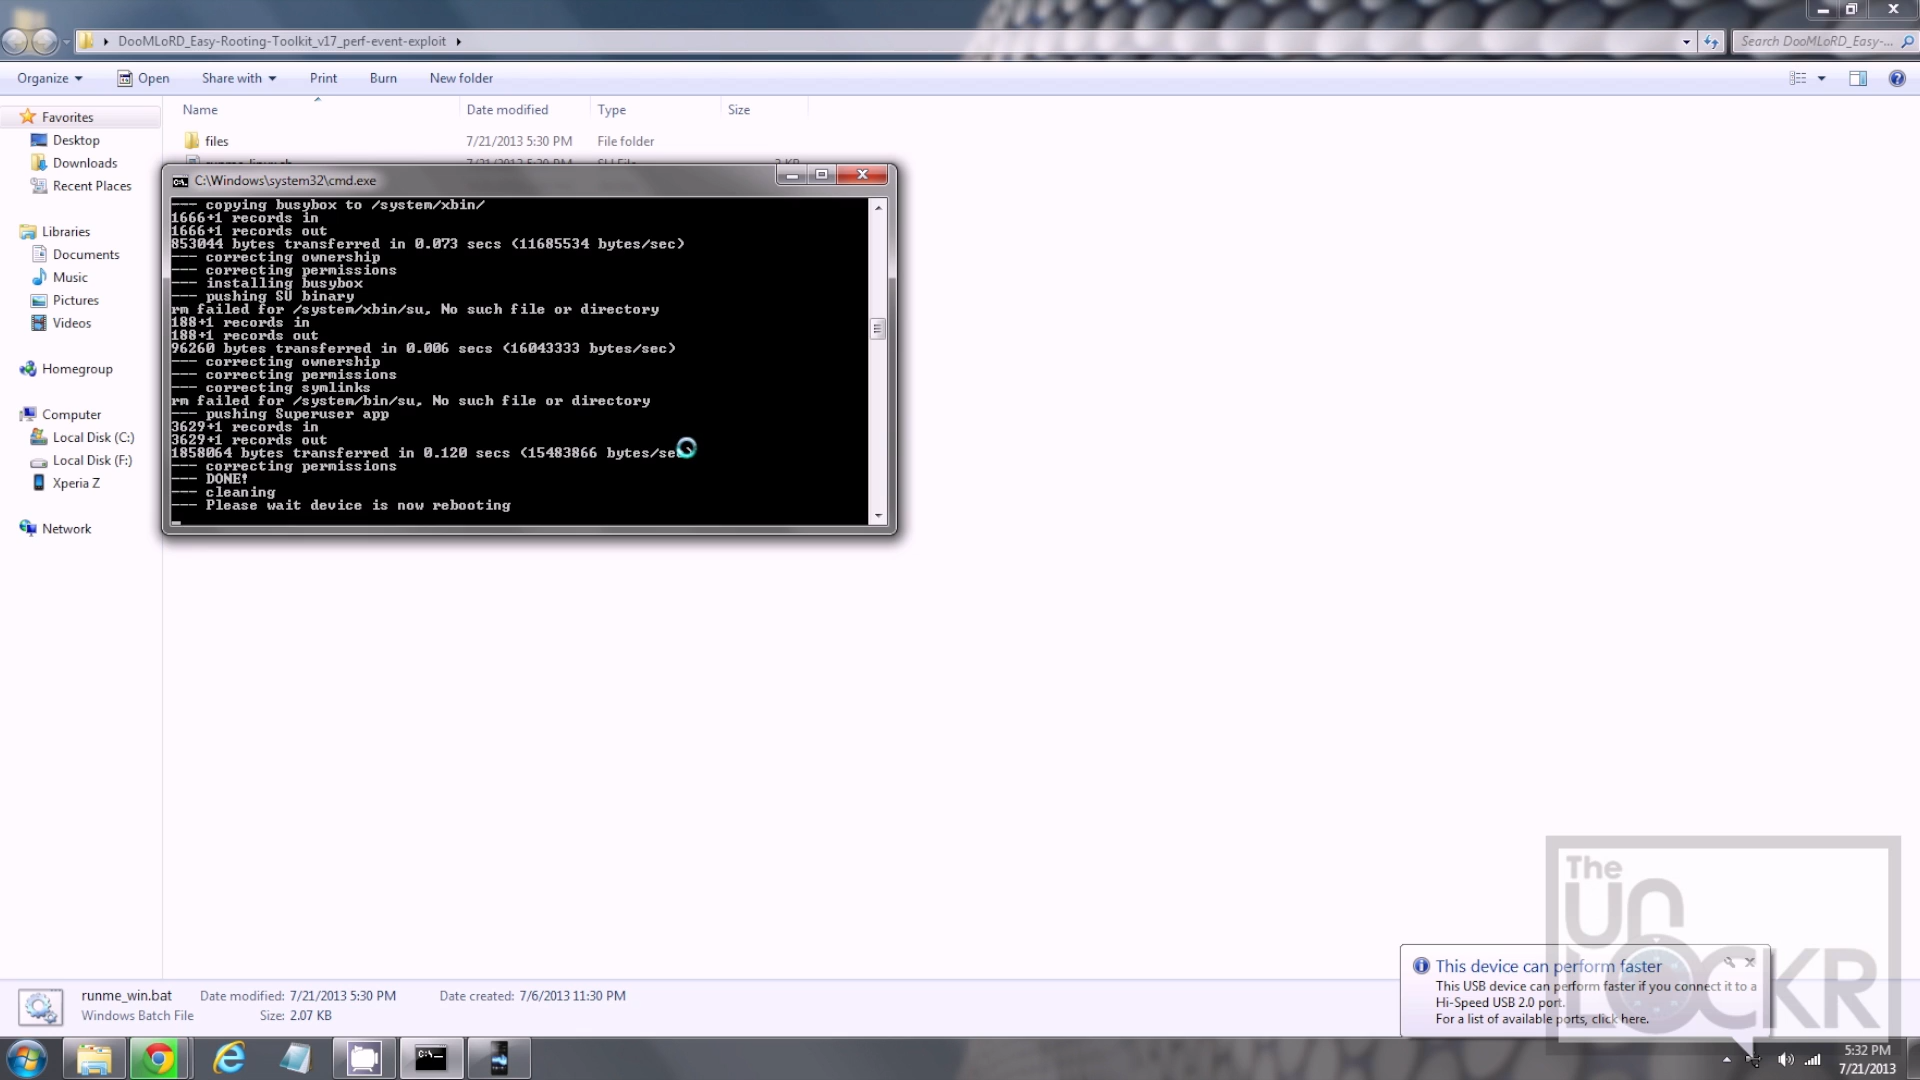 DooMLoRD_Easy-Rooting-Toolkit_v17_perf-event-exploit
Search DooMLoRD_Easy-...
Organize Open Share with Print Burn New folder
Name Date modified Type Size
Favorites
Desktop
Downloads
Recent Places
Libraries
Documents
Music
Pictures
Videos
Homegroup
Computer
Local Disk (C:)
Local Disk (F:)
Xperia Z
Network
files 7/21/2013 5:30 PM File folder
C:\Windows\system32\cmd.exe
--- copying busybox to /system/xbin/
1666+1 records in
1666+1 records out
853044 bytes transferred in 0.073 secs (11685534 bytes/sec)
--- correcting ownership
--- correcting permissions
--- installing busybox
--- pushing SU binary
rm failed for /system/xbin/su, No such file or directory
188+1 records in
188+1 records out
96260 bytes transferred in 0.006 secs (16043333 bytes/sec)
--- correcting ownership
--- correcting permissions
--- correcting symlinks
rm failed for /system/bin/su, No such file or directory
--- pushing Superuser app
3629+1 records in
3629+1 records out
1858064 bytes transferred in 0.120 secs (15483866 bytes/se
--- correcting permissions
--- DONE!
--- cleaning
--- Please wait device is now rebooting
The
UnLOCKR
This device can perform faster
This USB device can perform faster if you connect it to a
Hi-Speed USB 2.0 port.
For a list of available ports, click here.
runme_win.bat Date modified: 7/21/2013 5:30 PM Date created: 7/6/2013 11:30 PM
Windows Batch File Size: 2.07 KB
5:32 PM
7/21/2013